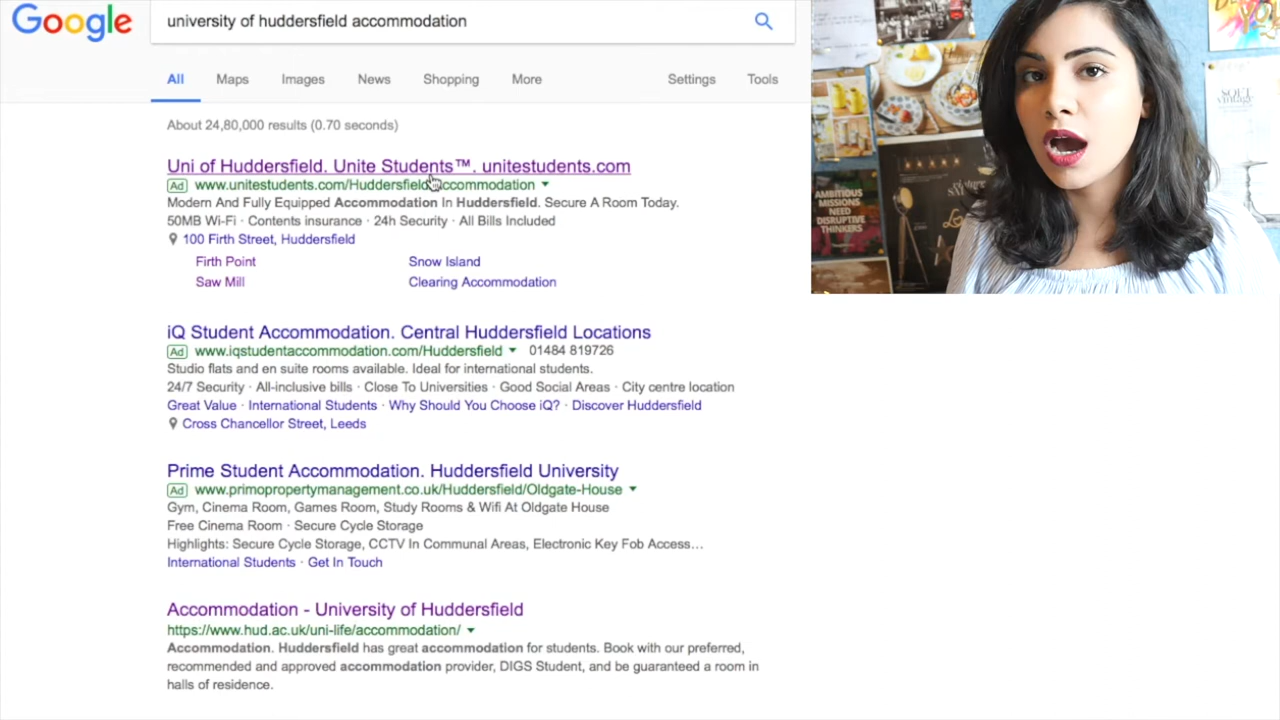 Google
university of huddersfield accommodation
All
Maps
Images
News
Shopping
More
Settings
Tools
About 24,80,000 results (0.70 seconds)
Uni of Huddersfield. Unite Students™. unitestudents.com
Ad www.unitestudents.com/Huddersfield/Accommodation
Modern And Fully Equipped Accommodation In Huddersfield. Secure A Room Today.
50MB Wi-Fi · Contents insurance · 24h Security · All Bills Included
100 Firth Street, Huddersfield
Firth Point
Snow Island
Saw Mill
Clearing Accommodation
iQ Student Accommodation. Central Huddersfield Locations
Ad www.iqstudentaccommodation.com/Huddersfield 01484 819726
Studio flats and en suite rooms available. Ideal for international students.
24/7 Security · All-inclusive bills · Close To Universities · Good Social Areas · City centre location
Great Value · International Students · Why Should You Choose iQ? · Discover Huddersfield
Cross Chancellor Street, Leeds
Prime Student Accommodation. Huddersfield University
Ad www.primopropertymanagement.co.uk/Huddersfield/Oldgate-House
Gym, Cinema Room, Games Room, Study Rooms & Wifi At Oldgate House
Free Cinema Room · Secure Cycle Storage
Highlights: Secure Cycle Storage, CCTV In Communal Areas, Electronic Key Fob Access…
International Students · Get In Touch
Accommodation - University of Huddersfield
https://www.hud.ac.uk/uni-life/accommodation/
Accommodation. Huddersfield has great accommodation for students. Book with our preferred,
recommended and approved accommodation provider, DIGS Student, and be guaranteed a room in
halls of residence.
AMBITIOUS
MISSIONS
NEED
DISRUPTIVE
THINKERS